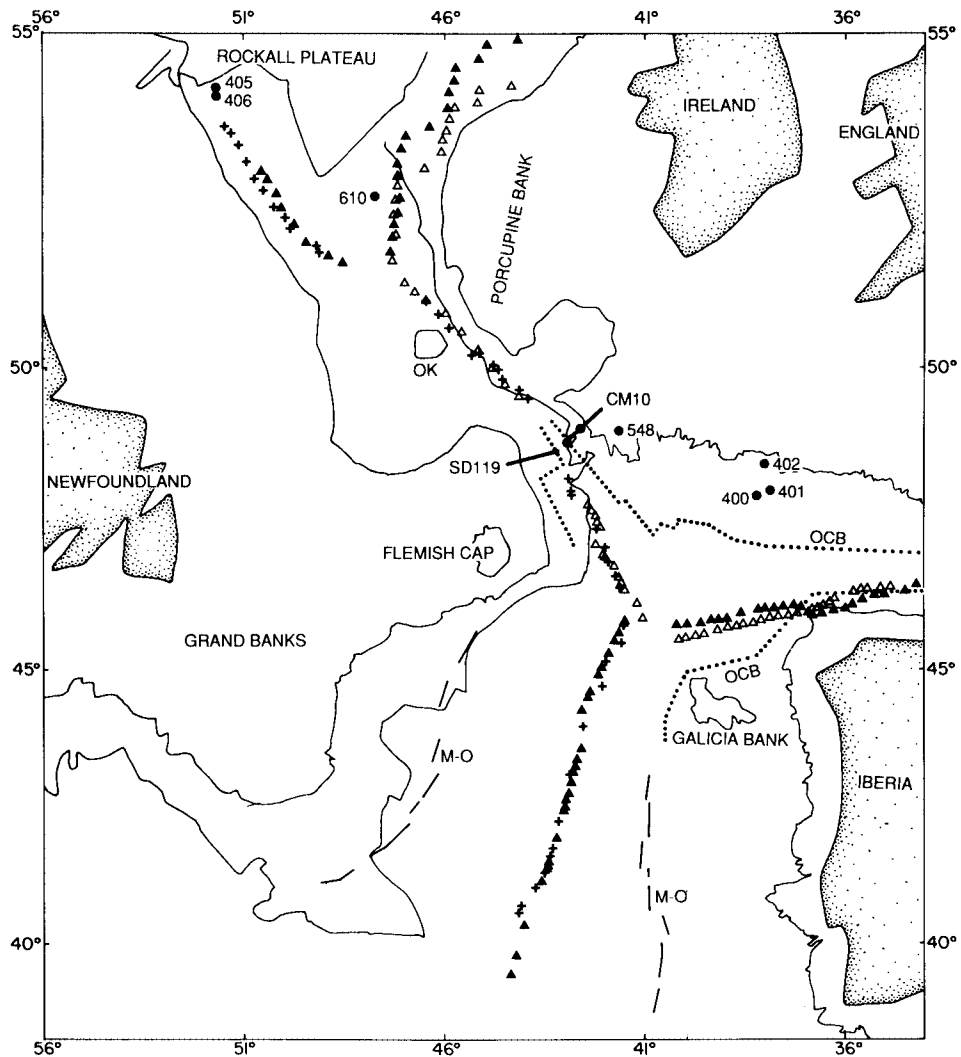 56° 51° 46° 41° 36°
55° 55°
ROCKALL PLATEAU
405
406
IRELAND
ENGLAND
610
PORCUPINE BANK
50° 50°
OK
CM10
548
SD119
402
400 401
NEWFOUNDLAND
FLEMISH CAP
OCB
GRAND BANKS
45° 45°
OCB
GALICIA BANK
M-O
IBERIA
M-O
40° 40°
56° 51° 46° 41° 36°